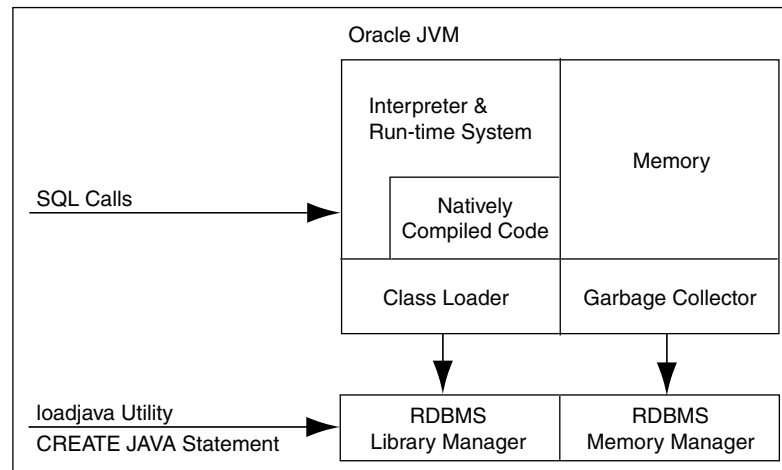 Oracle JVM
Interpreter &
Run-time System
Memory
SQL Calls
Natively
Compiled Code
Class Loader
Garbage Collector
loadjava Utility
CREATE JAVA Statement
RDBMS
Library Manager
RDBMS
Memory Manager